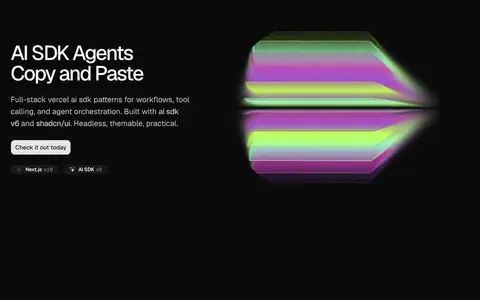 AI SDK Agents
Copy and Paste
Full-stack vercel ai sdk patterns for workflows, tool
calling, and agent orchestration. Built with ai sdk
v6 and shadcn/ui. Headless, themable, practical.
Check it out today
Next.js v16
AI SDK v6